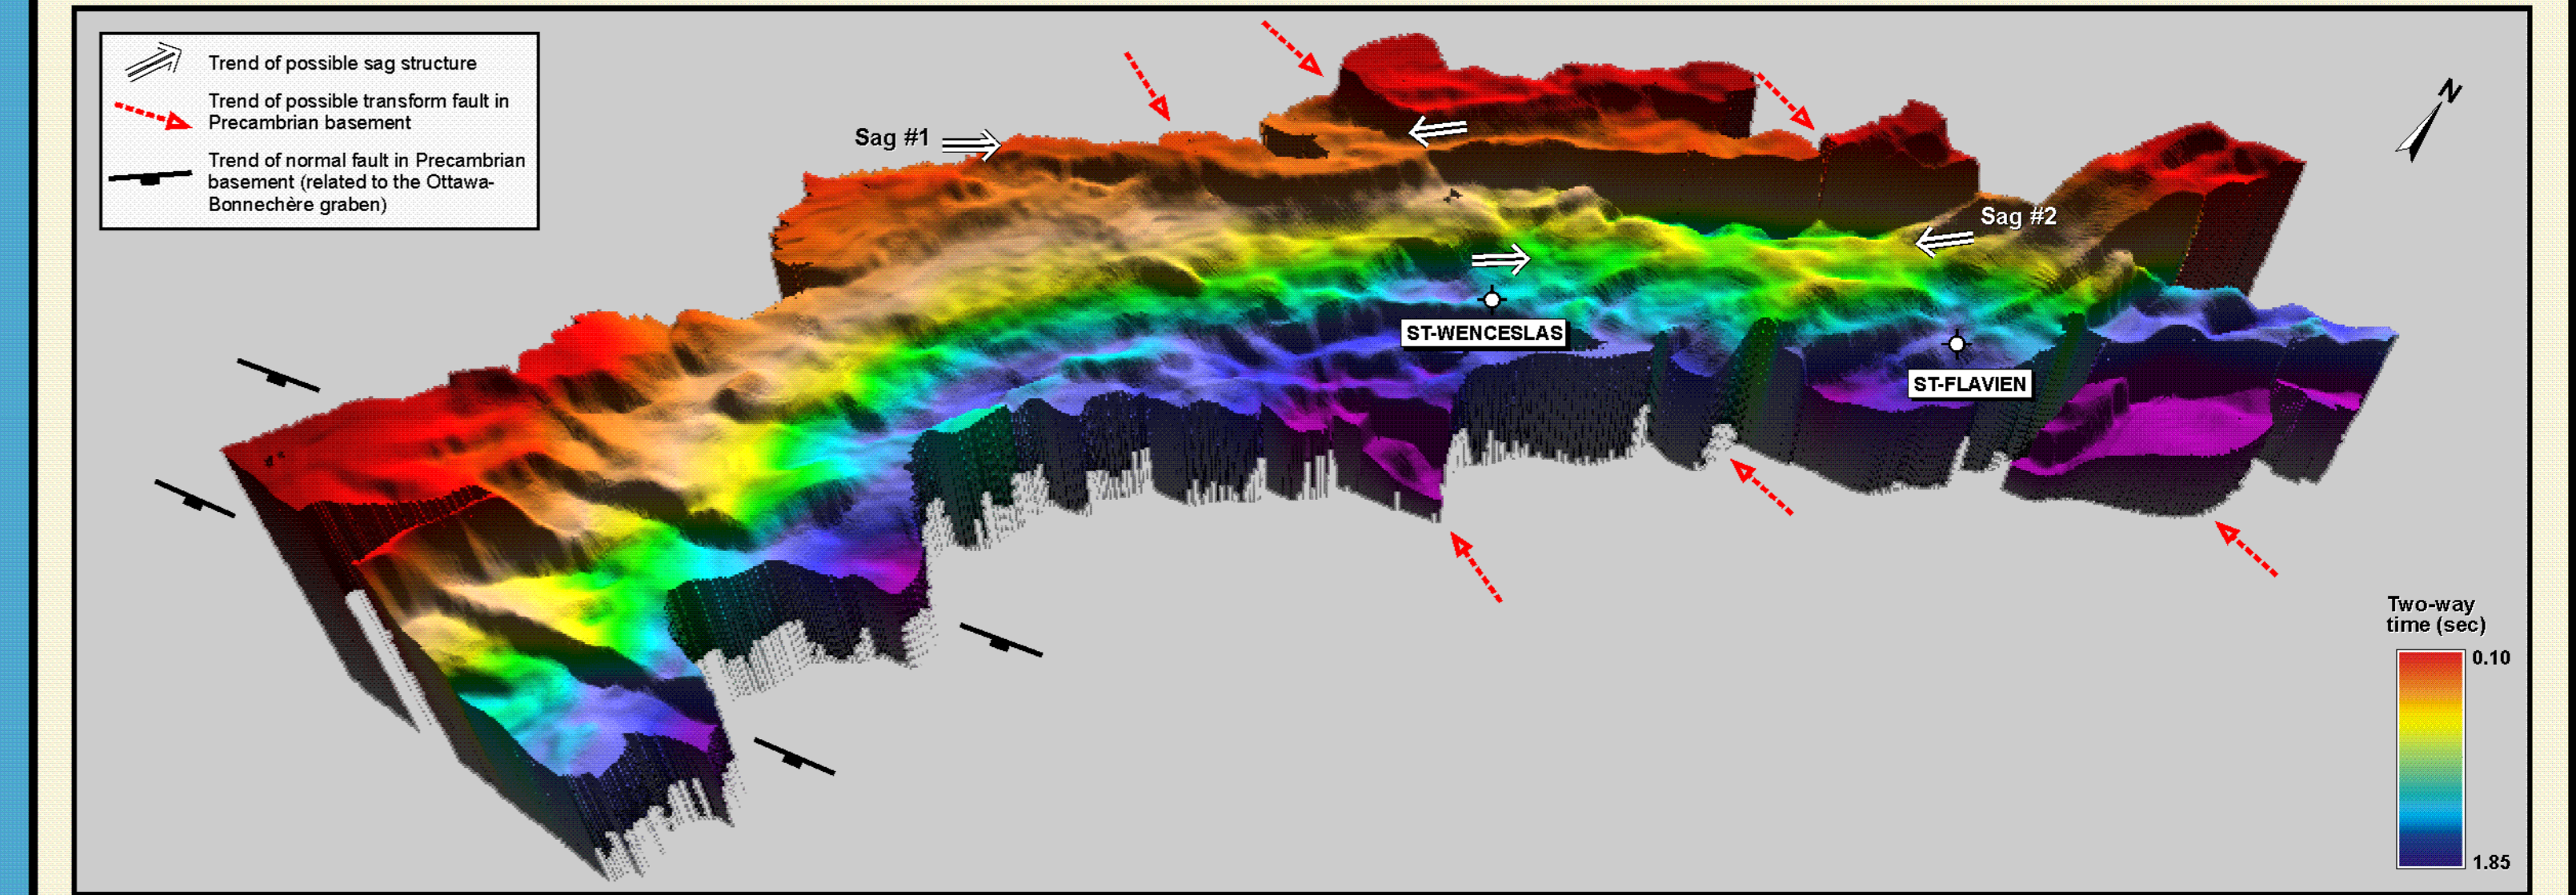 Trend of possible sag structure
Trend of possible transform fault in
Precambrian basement
Trend of normal fault in Precambrian
basement (related to the Ottawa-
Bonnechère graben)
N
Sag #1
Sag #2
ST-WENCESLAS
ST-FLAVIEN
Two-way
time (sec)
0.10
1.85